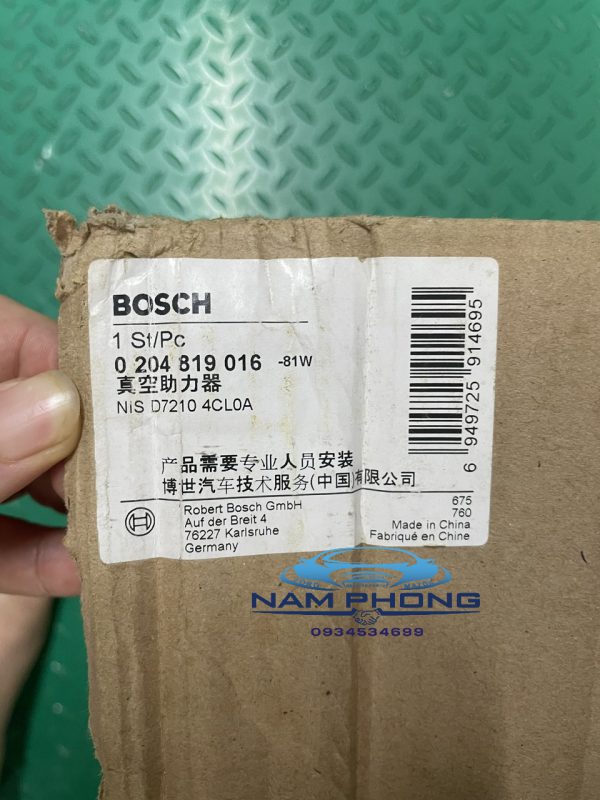 BOSCH
1 St/Pc
0 204 819 016 -81W
真空助力器
NIS D7210 4CL0A
产品需要专业人员安装
博世汽车技术服务(中国)有限公司
Robert Bosch GmbH
Auf der Breit 4
76227 Karlsruhe
Germany
675
760
Made in China
Fabriqué en Chine
6 949725 914695
NAM PHONG
0934534699